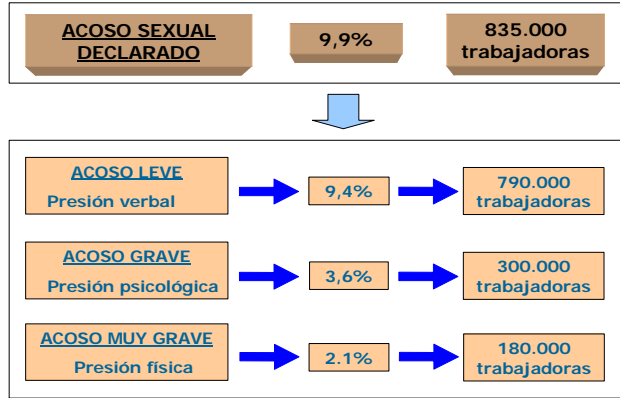 ACOSO SEXUAL
DECLARADO
9,9%
835.000
trabajadoras
ACOSO LEVE
Presión verbal
9,4%
790.000
trabajadoras
ACOSO GRAVE
Presión psicológica
3,6%
300.000
trabajadoras
ACOSO MUY GRAVE
Presión física
2.1%
180.000
trabajadoras